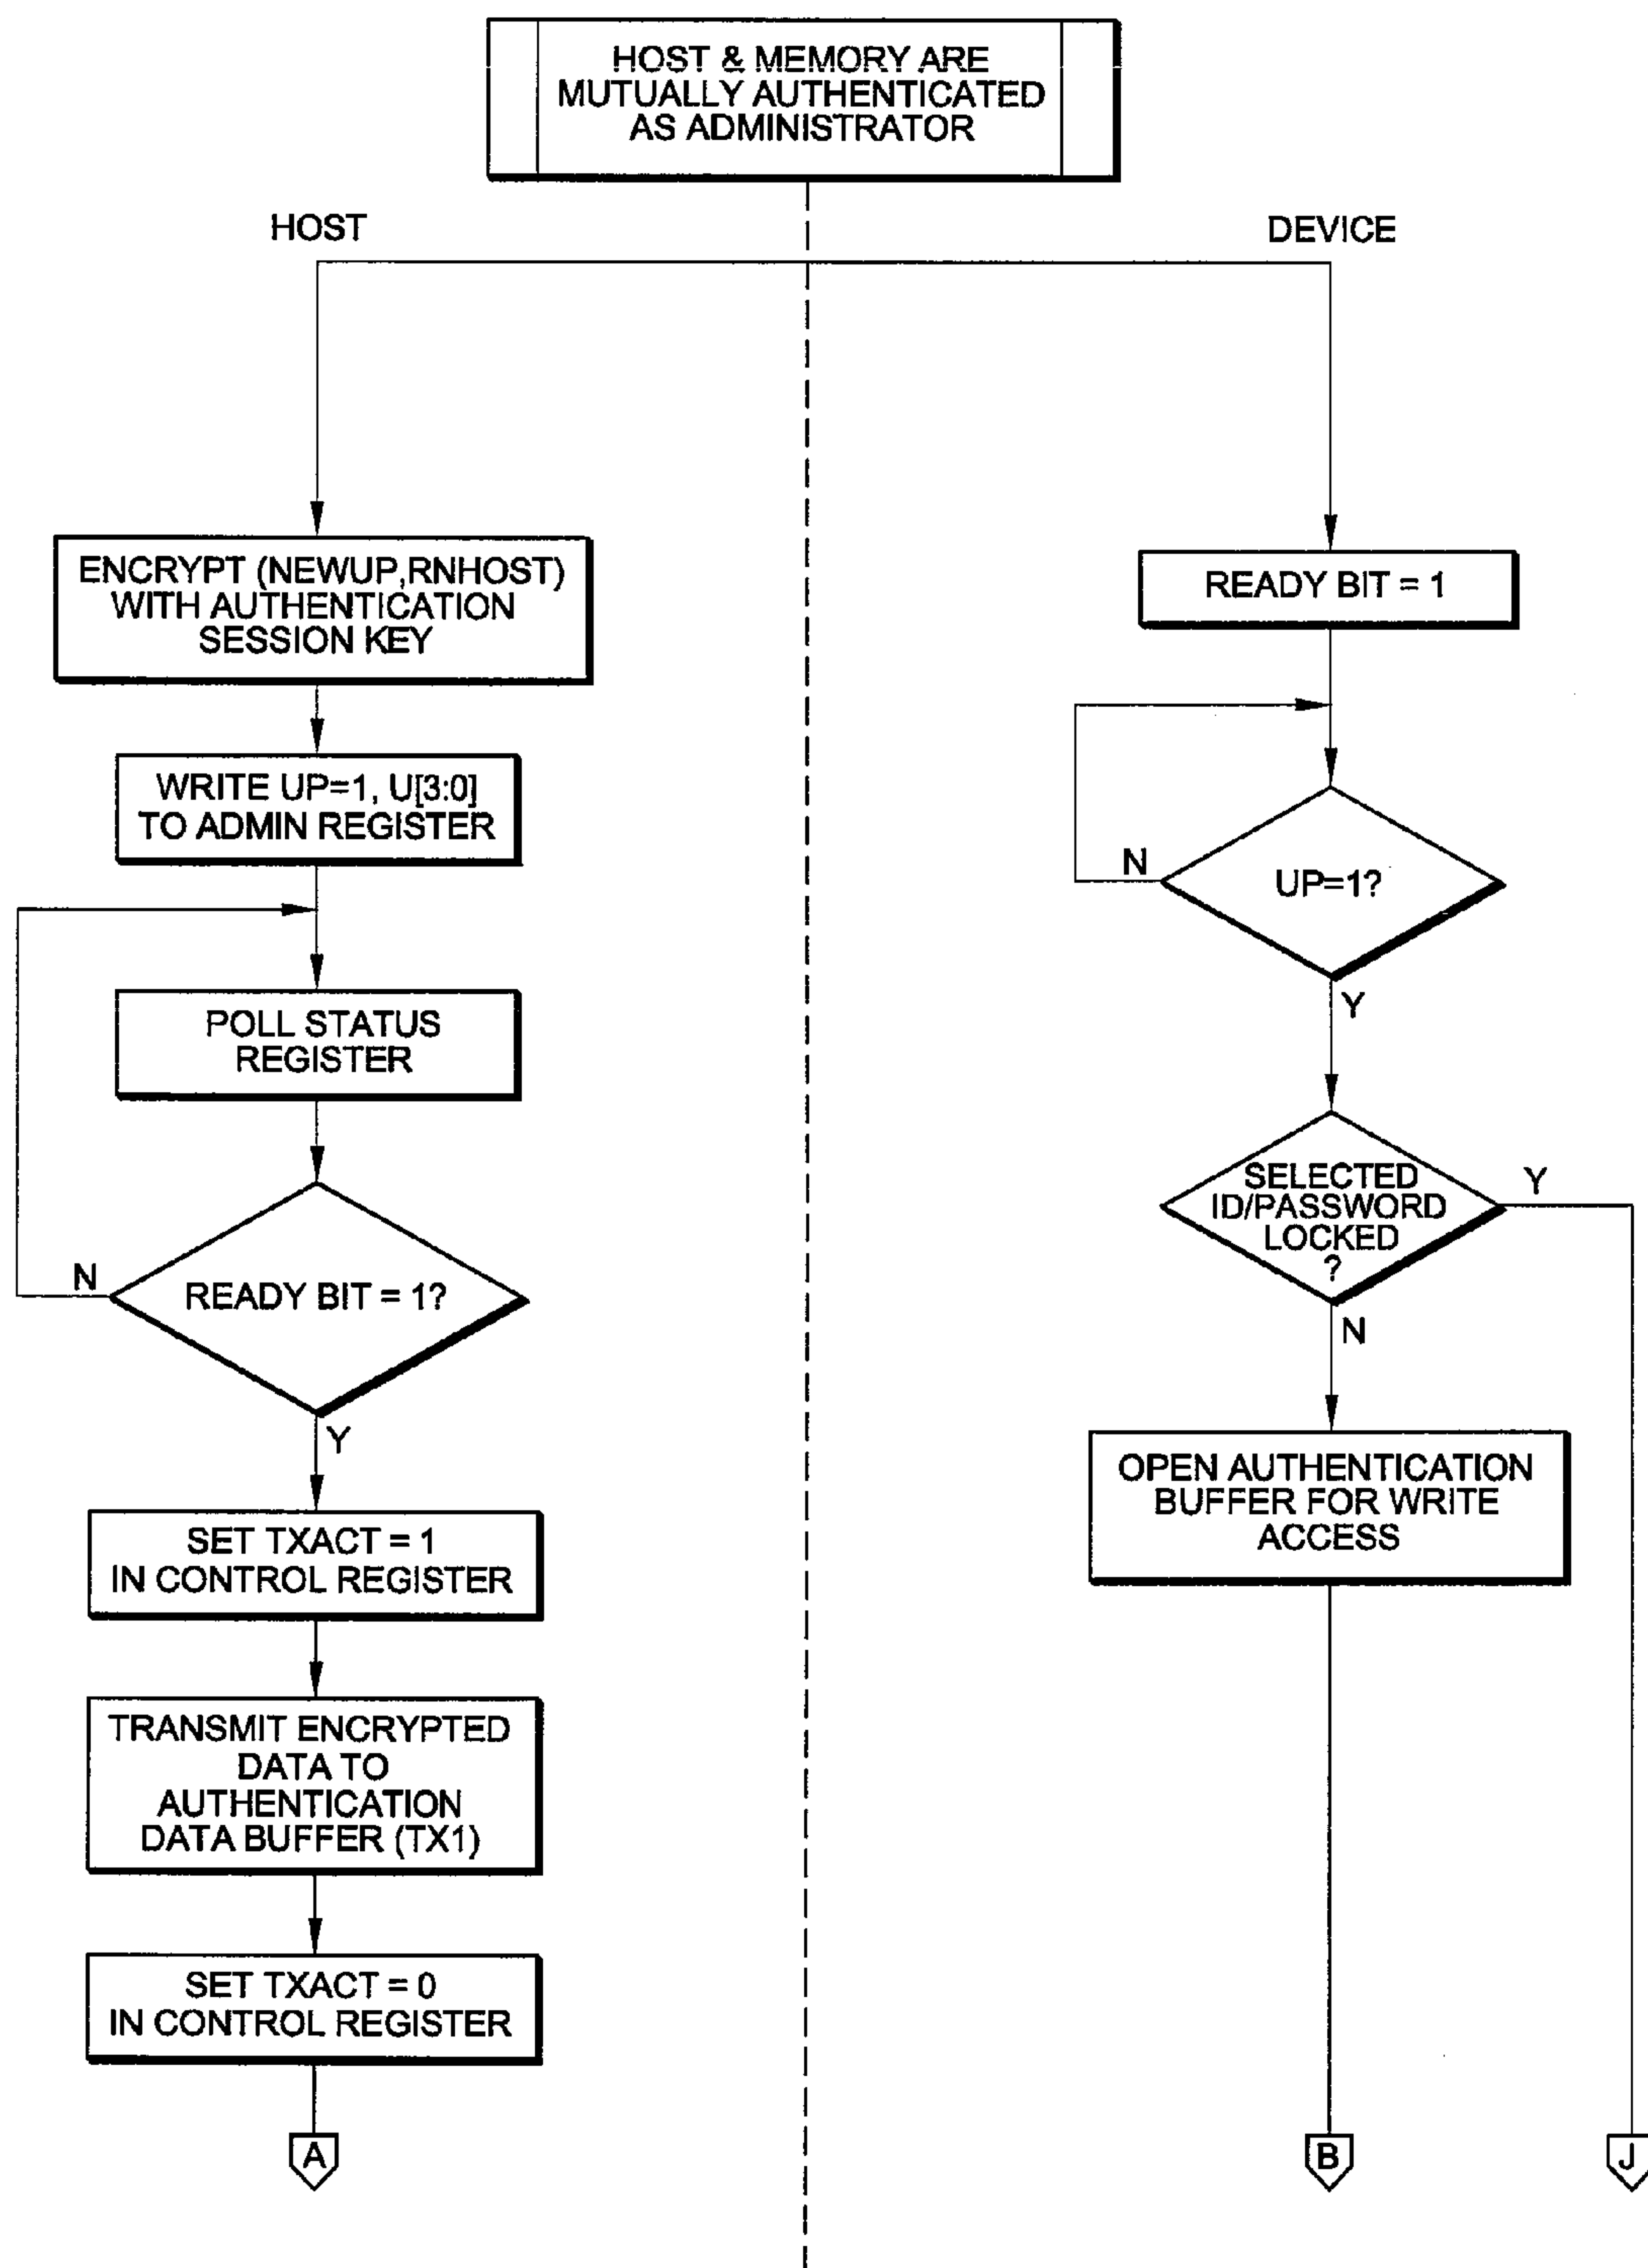 HOST & MEMORY ARE
MUTUALLY AUTHENTICATED
AS ADMINISTRATOR
HOST
DEVICE
ENCRYPT (NEWUP,RNHOST)
WITH AUTHENTICATION
SESSION KEY
WRITE UP=1, U[3:0]
TO ADMIN REGISTER
POLL STATUS
REGISTER
N
READY BIT = 1?
Y
SET TXACT = 1
IN CONTROL REGISTER
TRANSMIT ENCRYPTED
DATA TO
AUTHENTICATION
DATA BUFFER (TX1)
SET TXACT = 0
IN CONTROL REGISTER
A
READY BIT = 1
N
UP=1?
Y
SELECTED
ID/PASSWORD
LOCKED
?
Y
N
OPEN AUTHENTICATION
BUFFER FOR WRITE
ACCESS
B
J